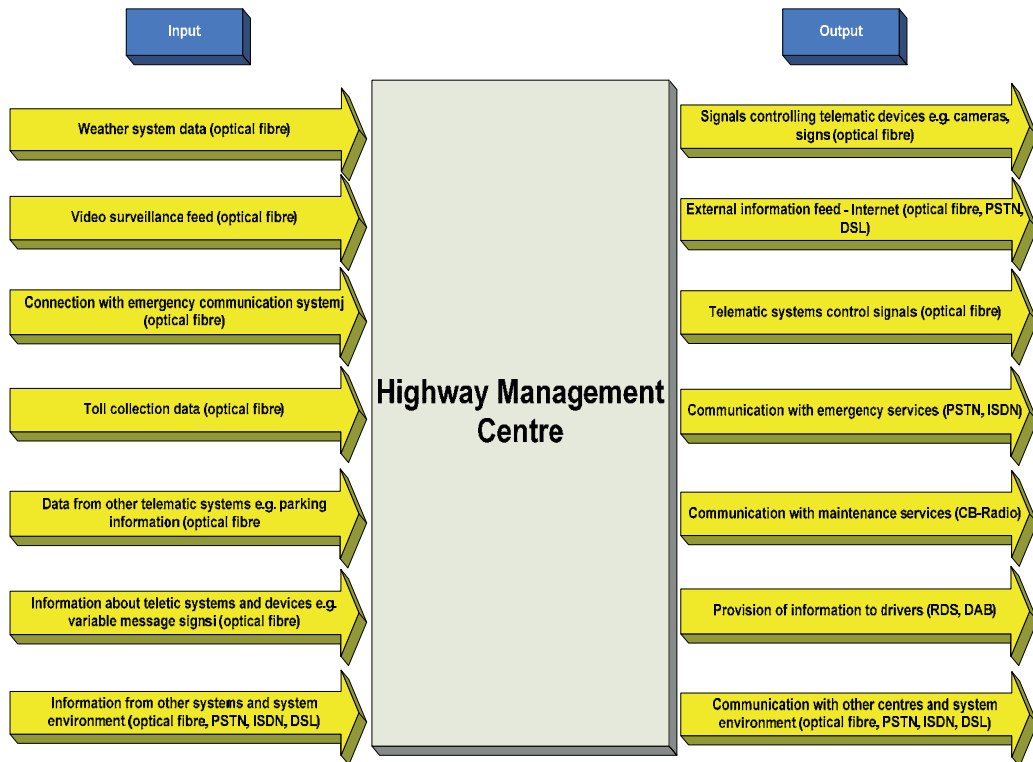 Input
Output
Weather system data (optical fibre)
Video surveillance feed (optical fibre)
Connection with emergency communication systemj
(optical fibre)
Toll collection data (optical fibre)
Data from other telematic systems e.g. parking
information (optical fibre
Information about teletic systems and devices e.g.
variable message signsi (optical fibre)
Information from other systems and system
environment (optical fibre, PSTN, ISDN, DSL)
Highway Management
Centre
Signals controlling telematic devices e.g. cameras,
signs (optical fibre)
External information feed - Internet (optical fibre, PSTN,
DSL)
Telematic systems control signals (optical fibre)
Communication with emergency services (PSTN, ISDN)
Communication with maintenance services (CB-Radio)
Provision of information to drivers (RDS, DAB)
Communication with other centres and system
environment (optical fibre, PSTN, ISDN, DSL)